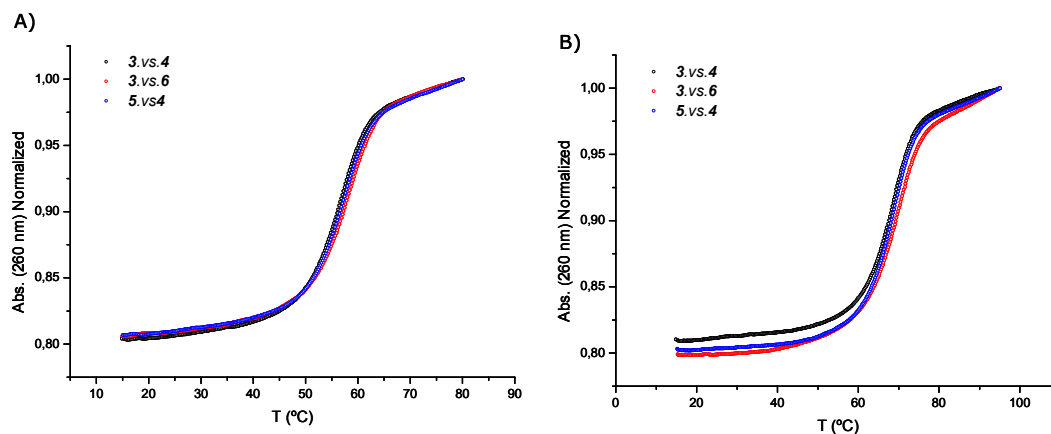 A)
3.vs.4
3.vs.6
5.vs4
1,00
0,95
0,90
0,85
0,80
Abs. (260 nm) Normalized
10 20 30 40 50 60 70 80 90
T (ºC)
B)
3.vs.4
3.vs.6
5.vs.4
1,00
0,95
0,90
0,85
0,80
Abs. (260 nm) Normalized
0 20 40 60 80 100
T (ºC)